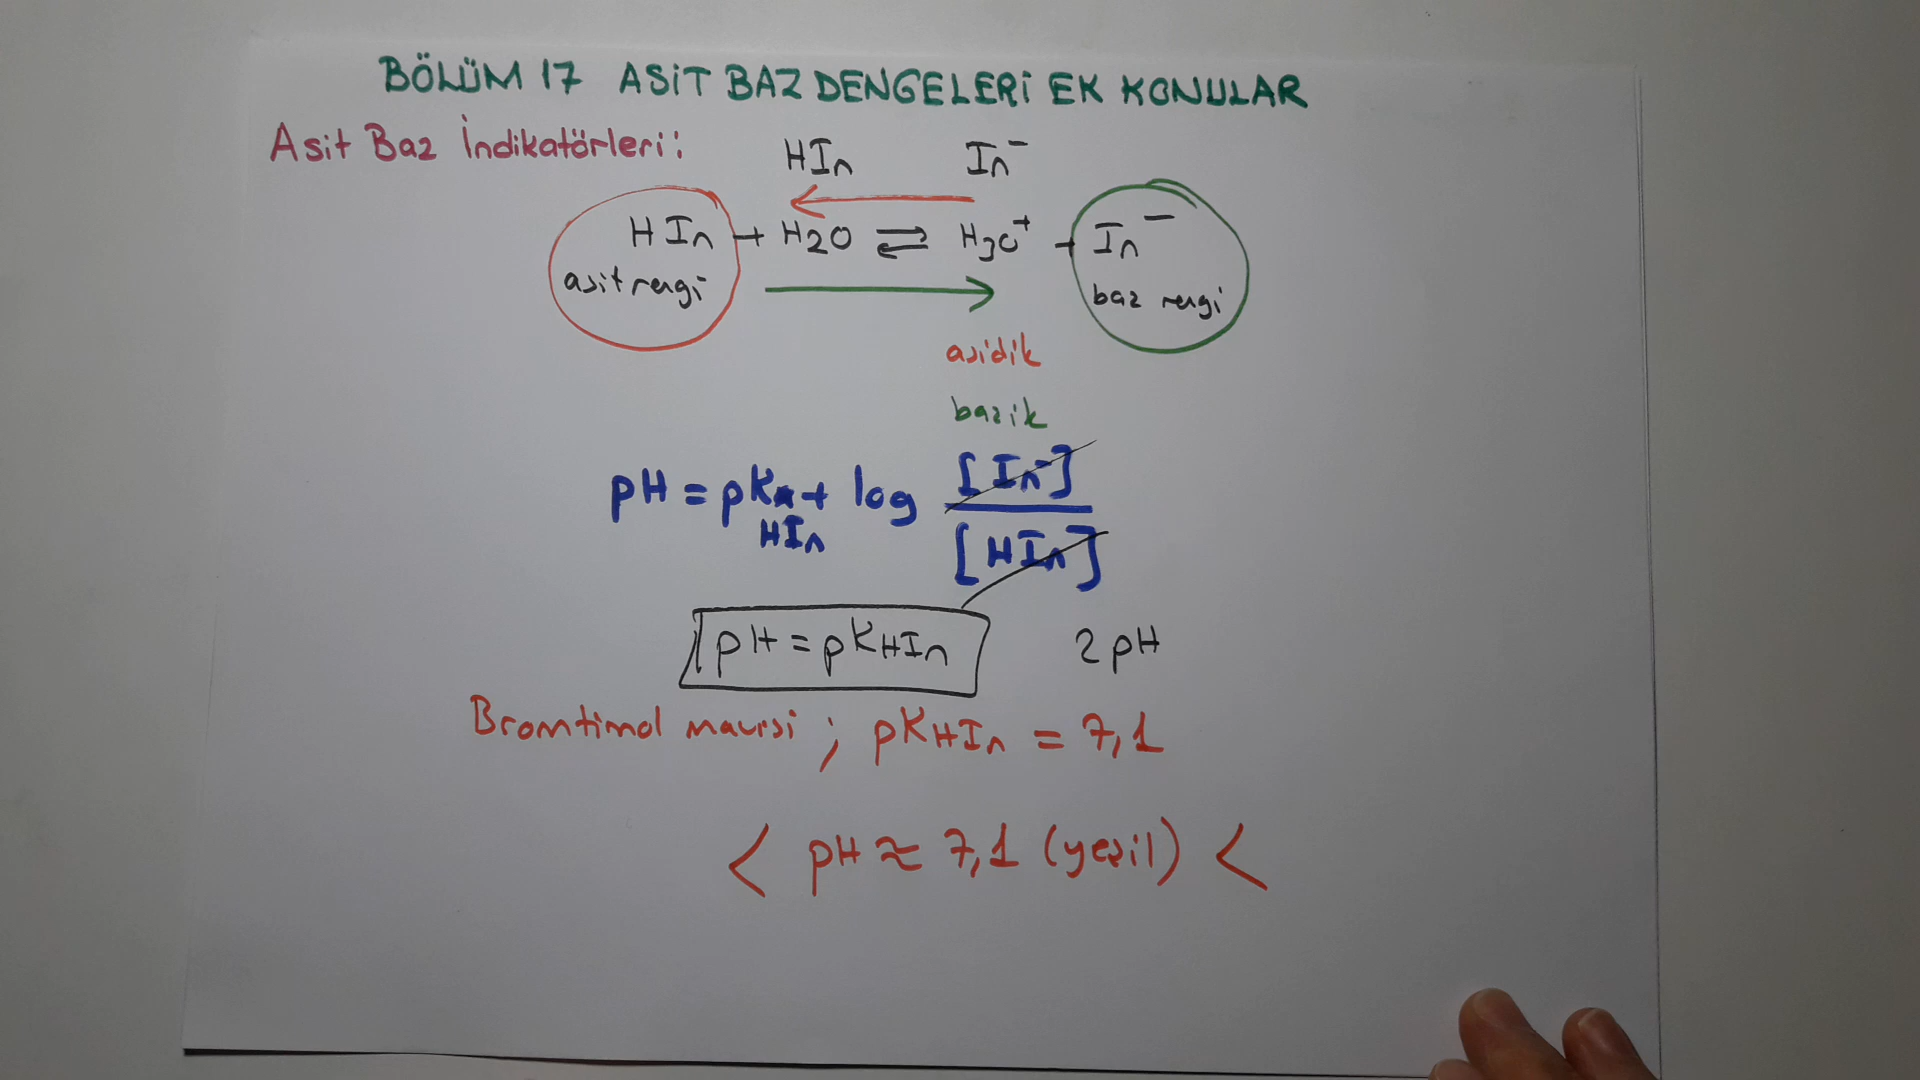 BÖLÜM 17 ASİT BAZ DENGELERİ EK KONULAR
Asit Baz İndikatörleri:
HIn In⁻
HIn + H2O ⇌ H3O⁺ + In⁻
asit rengi baz rengi
asidik
bazik
pH = pKa + log [In⁻]
HIn [HIn]
pH = pKHIn 2 pH
Bromtimol mavisi ; pKHIn = 7,1
< pH ≈ 7,1 (yeşil) <